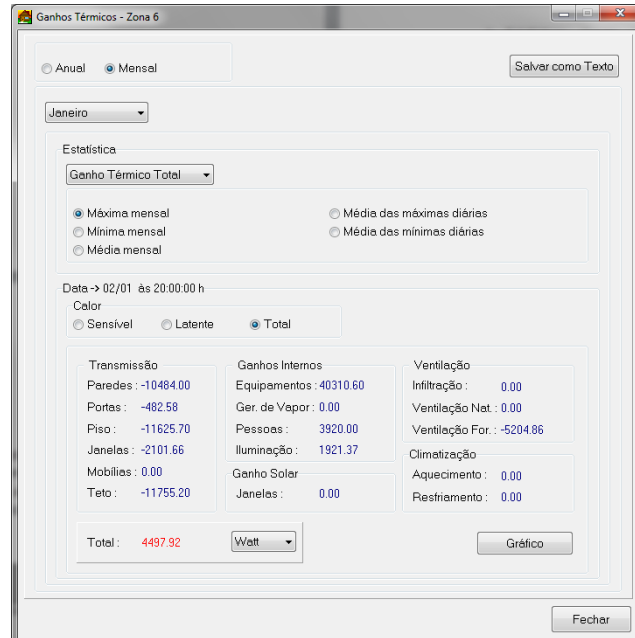 Ganhos Térmicos - Zona 6
Anual Mensal
Salvar como Texto
Janeiro
Estatística
Ganho Térmico Total
Máxima mensal Média das máximas diárias
Mínima mensal Média das mínimas diárias
Média mensal
Data -> 02/01 às 20:00:00 h
Calor
Sensível Latente Total
Transmissão
Paredes : -10484.00
Portas : -482.58
Piso : -11625.70
Janelas : -2101.66
Mobílias : 0.00
Teto : -11755.20
Ganhos Internos
Equipamentos : 40310.60
Ger. de Vapor : 0.00
Pessoas : 3920.00
Iluminação : 1921.37
Ganho Solar
Janelas : 0.00
Ventilação
Infiltração : 0.00
Ventilação Nat. : 0.00
Ventilação For. : -5204.86
Climatização
Aquecimento : 0.00
Resfriamento : 0.00
Total : 4497.92 Watt
Gráfico
Fechar